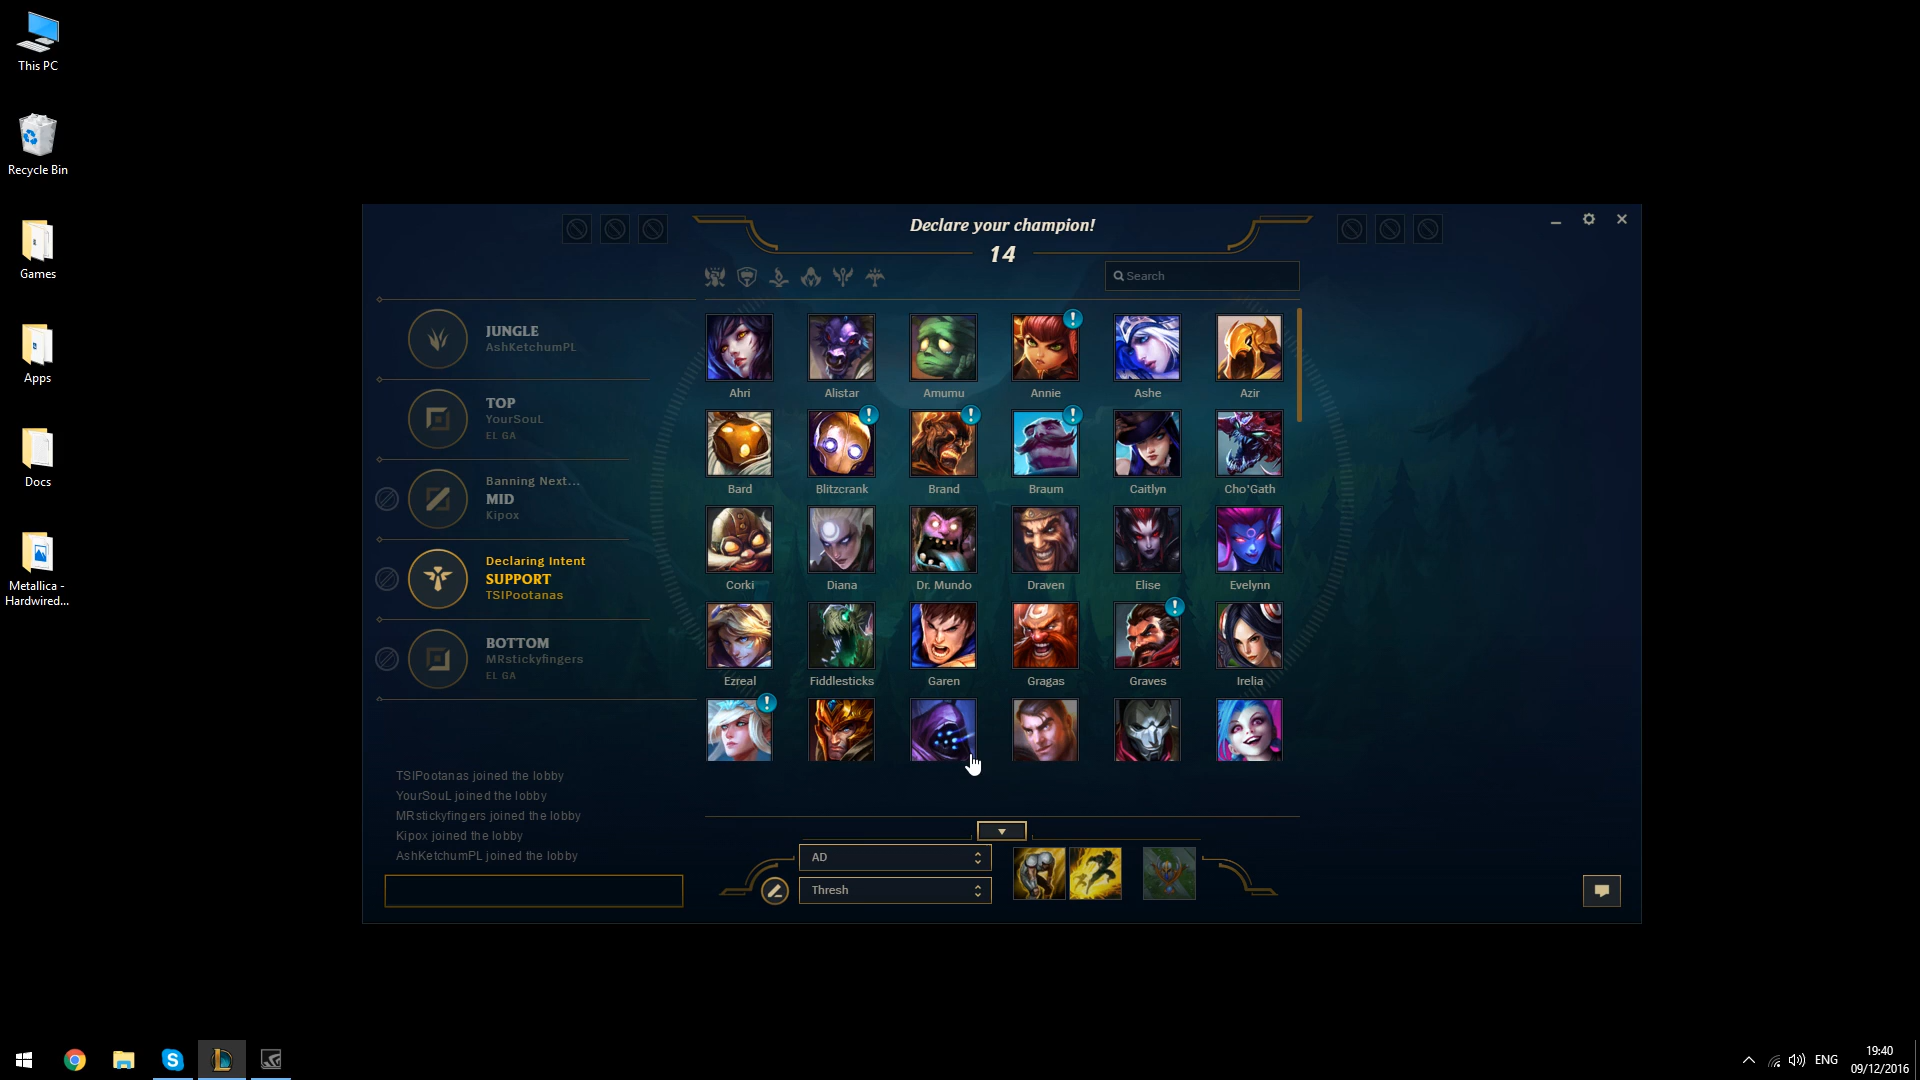 This PC
Recycle Bin
Games
Apps
Docs
Metallica -
Hardwired...
Declare your champion!
14
Search
JUNGLE
AshKetchumPL
TOP
YourSouL
EL GA
Banning Next...
MID
Kipox
Declaring Intent
SUPPORT
TSIPootanas
BOTTOM
MRstickyfingers
EL GA
Ahri
Alistar
Amumu
Annie
Ashe
Azir
Bard
Blitzcrank
Brand
Braum
Caitlyn
Cho'Gath
Corki
Diana
Dr. Mundo
Draven
Elise
Evelynn
Ezreal
Fiddlesticks
Garen
Gragas
Graves
Irelia
TSIPootanas joined the lobby
YourSouL joined the lobby
MRstickyfingers joined the lobby
Kipox joined the lobby
AshKetchumPL joined the lobby
AD
Thresh
ENG
19:40
09/12/2016